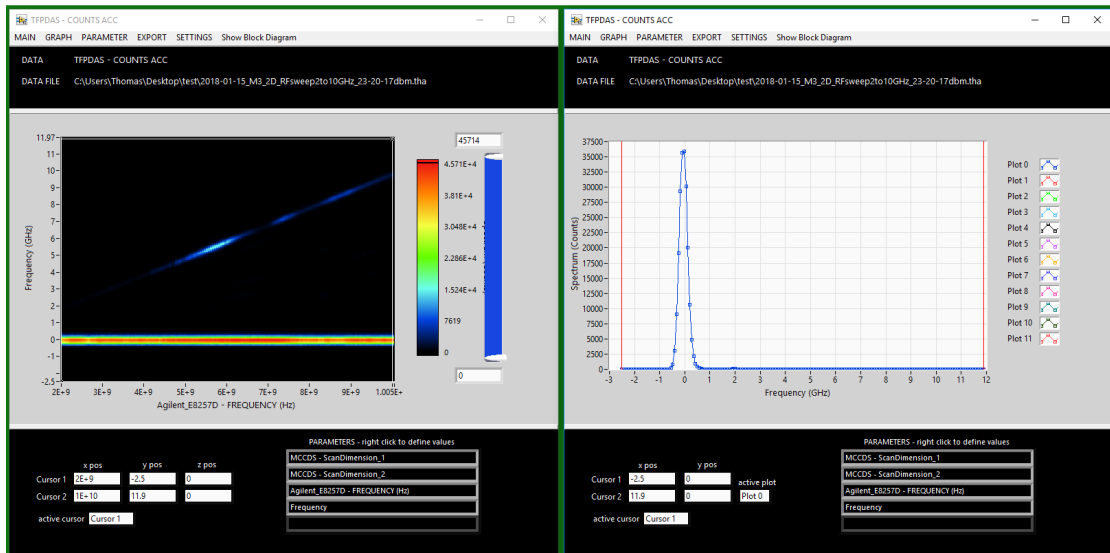 TFPDAS - COUNTS ACC
MAIN GRAPH PARAMETER EXPORT SETTINGS Show Block Diagram
DATA TFPDAS - COUNTS ACC
DATA FILE C:\Users\Thomas\Desktop\test\2018-01-15_M3_2D_RFsweep2to10GHz_23-20-17dbm.tha
45714
11.97
11
10
9
8
7
6
5
4
3
2
1
0
-1
-2.5
Frequency (GHz)
2E+9 3E+9 4E+9 5E+9 6E+9 7E+9 8E+9 9E+9 1.005E+
Agilent_E8257D - FREQUENCY (Hz)
4.571E+4
3.81E+4
3.048E+4
2.286E+4
1.524E+4
7619
0
0
PARAMETERS - right click to define values
x pos y pos z pos
Cursor 1 2E+9 -2.5 0
Cursor 2 1E+10 11.9 0
active cursor Cursor 1
MCCDS - ScanDimension_1
MCCDS - ScanDimension_2
Agilent_E8257D - FREQUENCY (Hz)
Frequency
TFPDAS - COUNTS ACC
MAIN GRAPH PARAMETER EXPORT SETTINGS Show Block Diagram
DATA TFPDAS - COUNTS ACC
DATA FILE C:\Users\Thomas\Desktop\test\2018-01-15_M3_2D_RFsweep2to10GHz_23-20-17dbm.tha
37500
35000
32500
30000
27500
25000
22500
20000
17500
15000
12500
10000
7500
5000
2500
0
Spectrum (Counts)
-3 -2 -1 0 1 2 3 4 5 6 7 8 9 10 11 12
Frequency (GHz)
Plot 0
Plot 1
Plot 2
Plot 3
Plot 4
Plot 5
Plot 6
Plot 7
Plot 8
Plot 9
Plot 10
Plot 11
PARAMETERS - right click to define values
x pos y pos
Cursor 1 -2.5 0 active plot
Cursor 2 11.9 0 Plot 0
active cursor Cursor 1
MCCDS - ScanDimension_1
MCCDS - ScanDimension_2
Agilent_E8257D - FREQUENCY (Hz)
Frequency